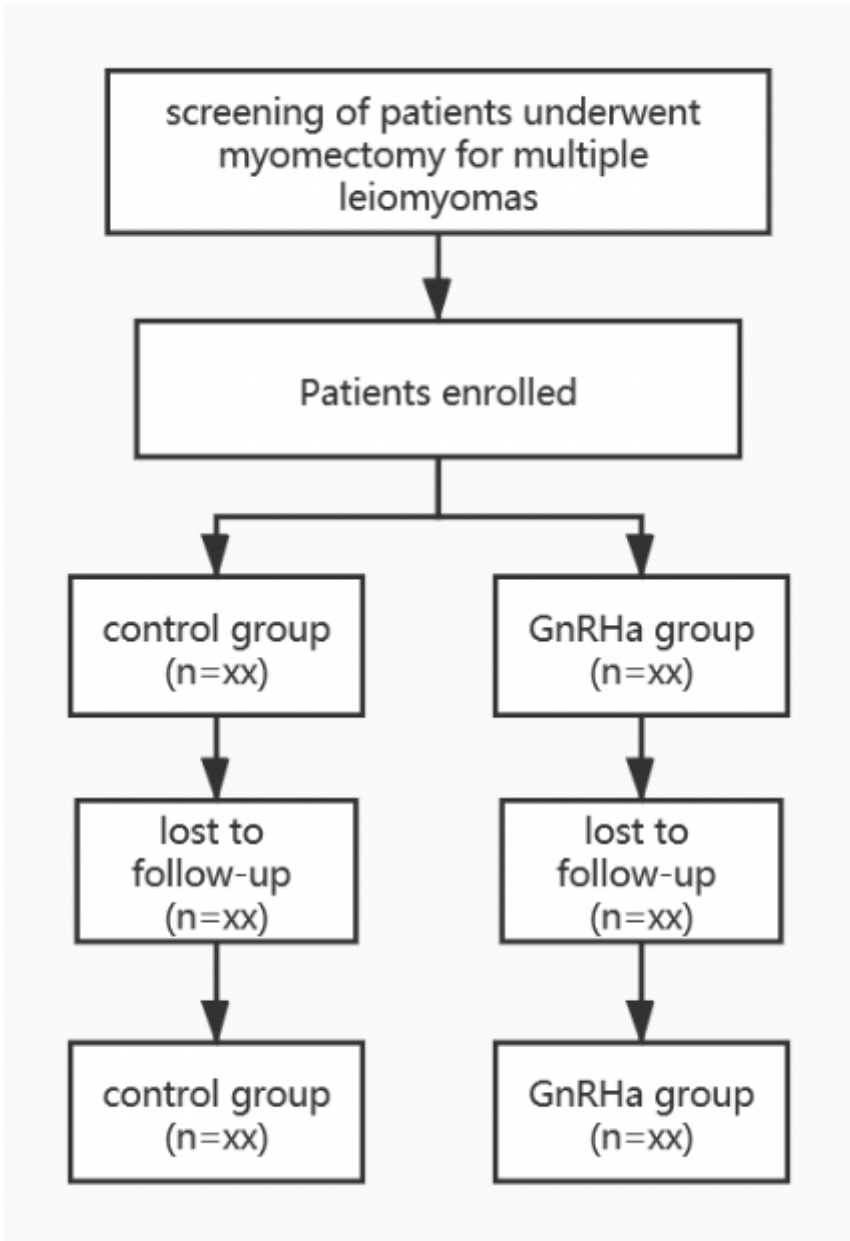 screening of patients underwent
myomectomy for multiple
leiomyomas
Patients enrolled
control group
(n=xx)
GnRHa group
(n=xx)
lost to
follow-up
(n=xx)
lost to
follow-up
(n=xx)
control group
(n=xx)
GnRHa group
(n=xx)